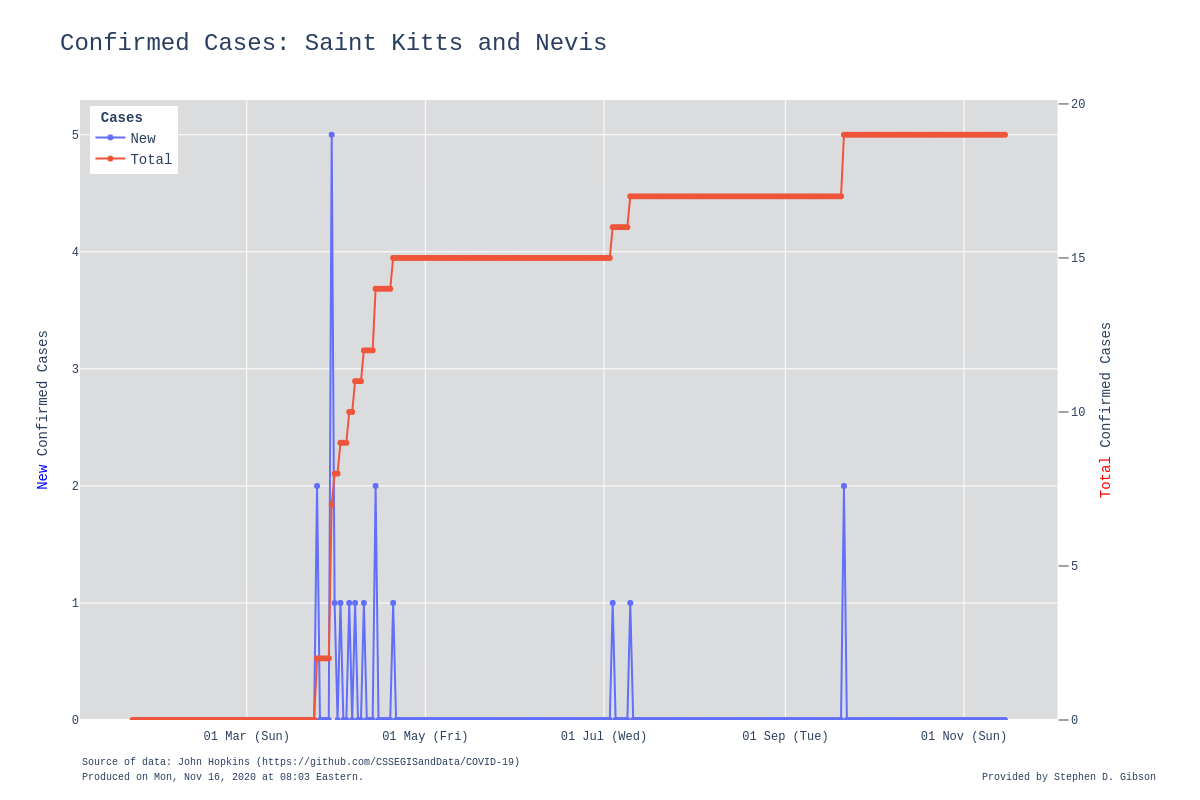 Confirmed Cases: Saint Kitts and Nevis
Cases
New
Total
5
4
3
2
1
0
20
15
10
5
0
New Confirmed Cases
Total Confirmed Cases
01 Mar (Sun)
01 May (Fri)
01 Jul (Wed)
01 Sep (Tue)
01 Nov (Sun)
Source of data: John Hopkins (https://github.com/CSSEGISandData/COVID-19)
Produced on Mon, Nov 16, 2020 at 08:03 Eastern.
Provided by Stephen D. Gibson